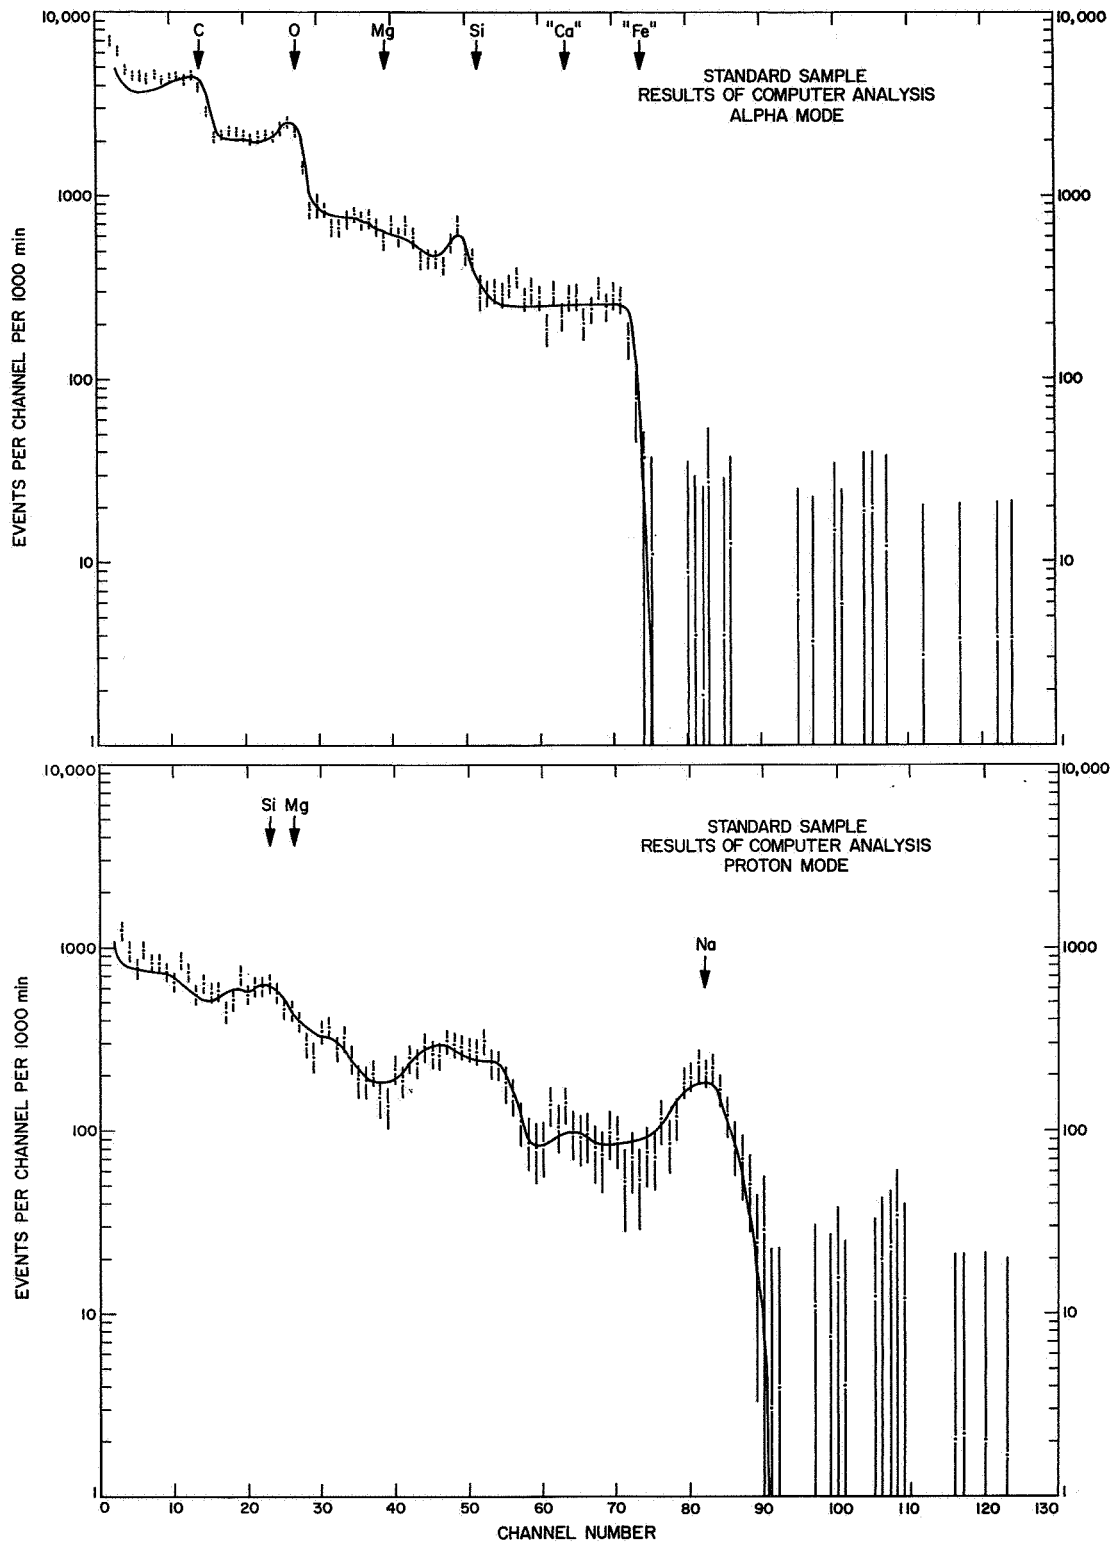 10,000
10,000
C O Mg Si "Ca" "Fe"
STANDARD SAMPLE
RESULTS OF COMPUTER ANALYSIS
ALPHA MODE
1000
1000
EVENTS PER CHANNEL PER 1000 min
100
100
10
10
1
1
10,000
10,000
Si Mg
STANDARD SAMPLE
RESULTS OF COMPUTER ANALYSIS
PROTON MODE
Na
1000
1000
EVENTS PER CHANNEL PER 1000 min
100
100
10
10
1
1
0 10 20 30 40 50 60 70 80 90 100 110 120 130
CHANNEL NUMBER